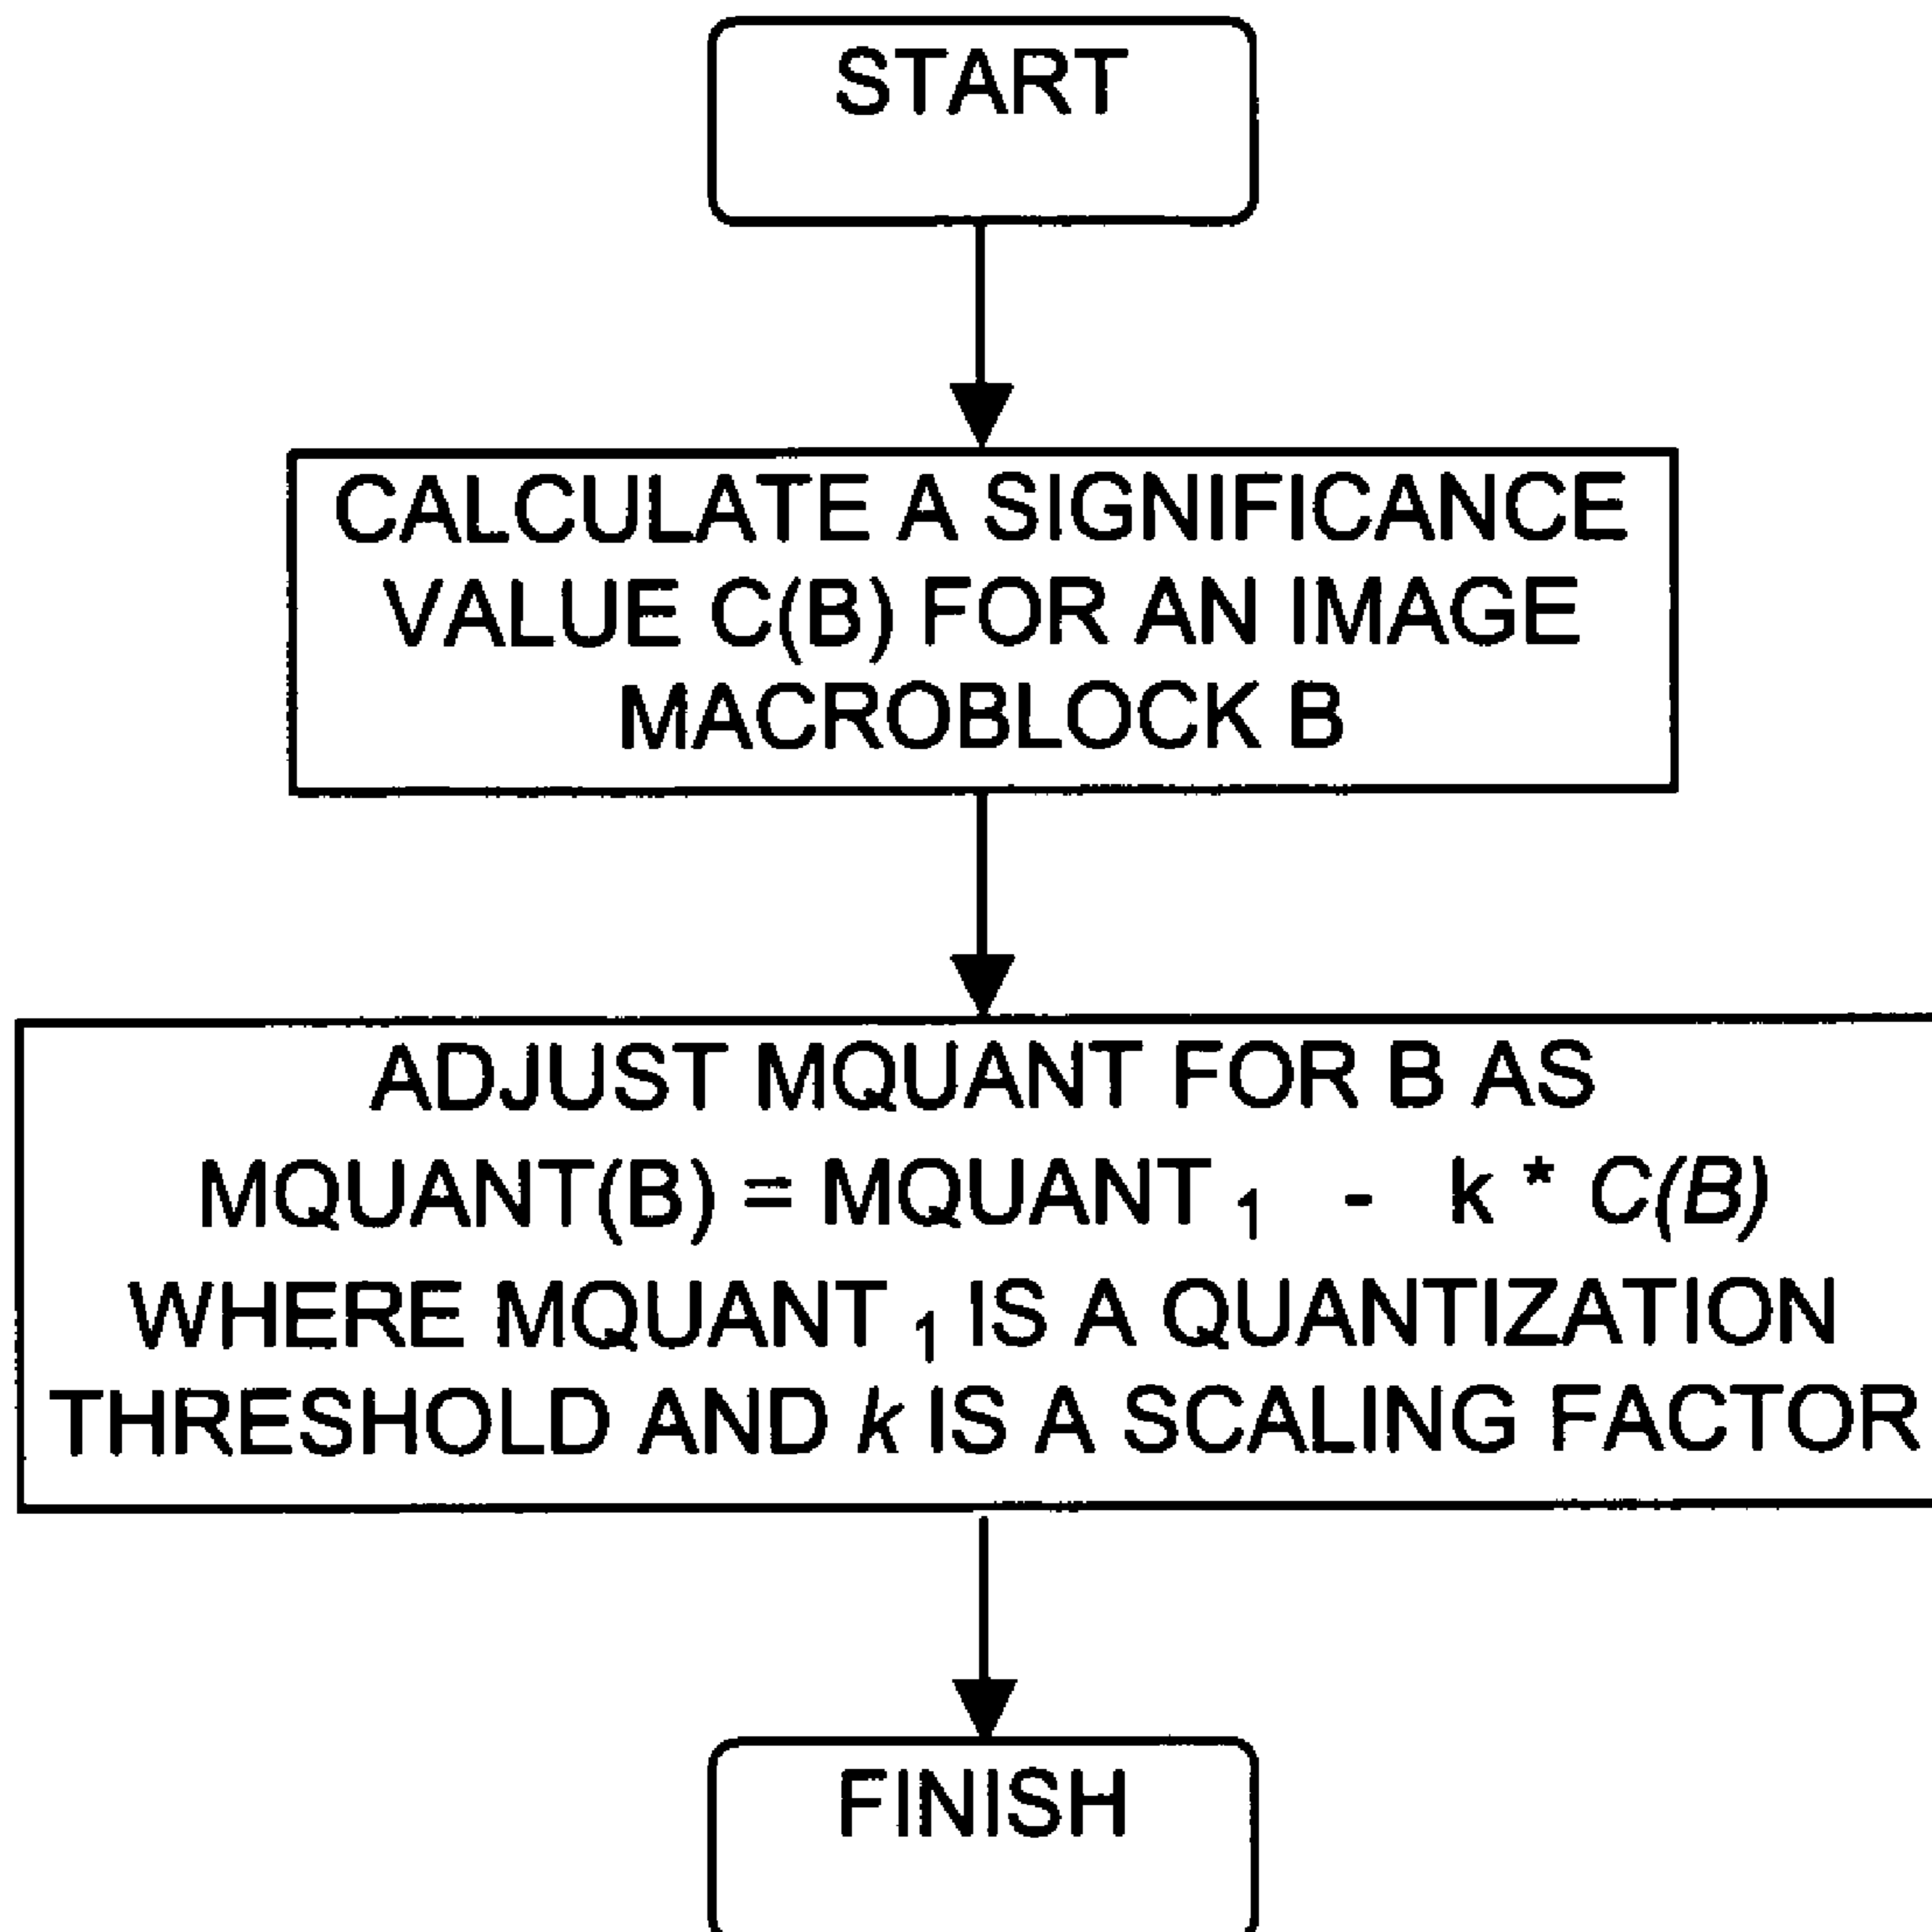 START
CALCULATE A SIGNIFICANCE
VALUE C(B) FOR AN IMAGE
MACROBLOCK B
ADJUST MQUANT FOR B AS
MQUANT(B) = MQUANT 1 - k * C(B)
WHERE MQUANT 1 IS A QUANTIZATION
THRESHOLD AND k IS A SCALING FACTOR
FINISH